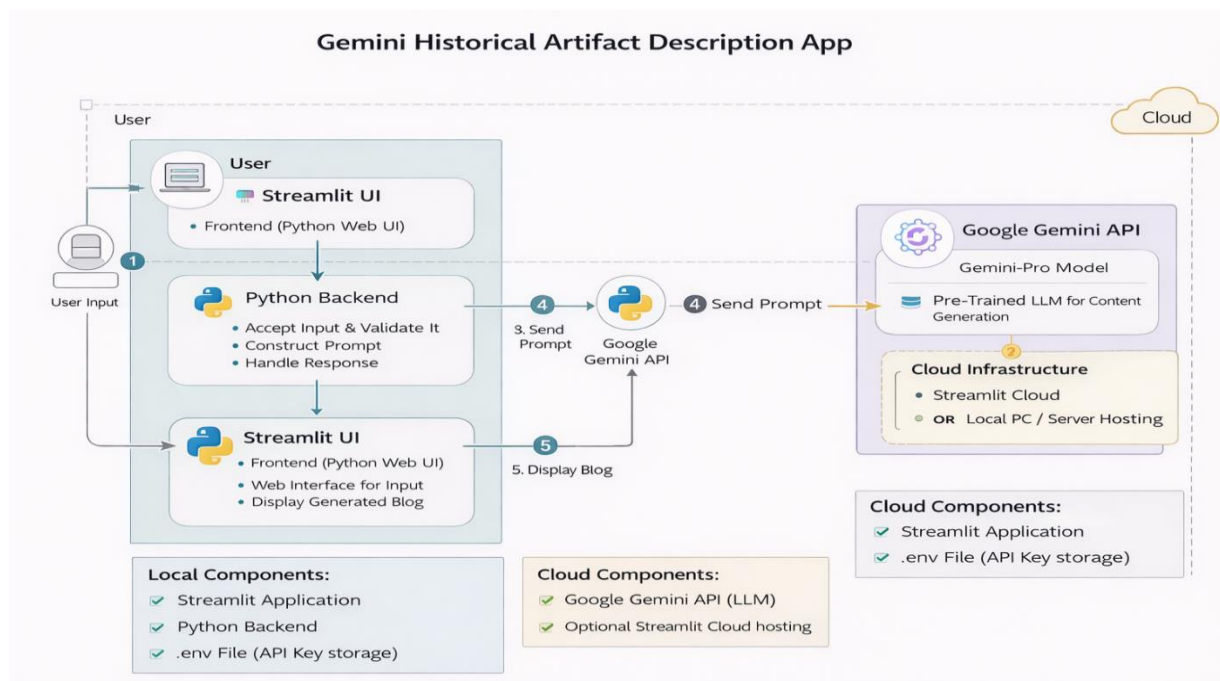 Gemini Historical Artifact Description App
User
Cloud
User
Streamlit UI
• Frontend (Python Web UI)
1
User Input
Python Backend
• Accept Input & Validate It
• Construct Prompt
• Handle Response
4
3. Send
Prompt
Google
Gemini API
4 Send Prompt
Google Gemini API
Gemini-Pro Model
Pre-Trained LLM for Content
Generation
2
Cloud Infrastructure
• Streamlit Cloud
• OR Local PC / Server Hosting
Streamlit UI
• Frontend (Python Web UI)
• Web Interface for Input
• Display Generated Blog
5
5. Display Blog
Cloud Components:
Streamlit Application
.env File (API Key storage)
Local Components:
Streamlit Application
Python Backend
.env File (API Key storage)
Cloud Components:
Google Gemini API (LLM)
Optional Streamlit Cloud hosting